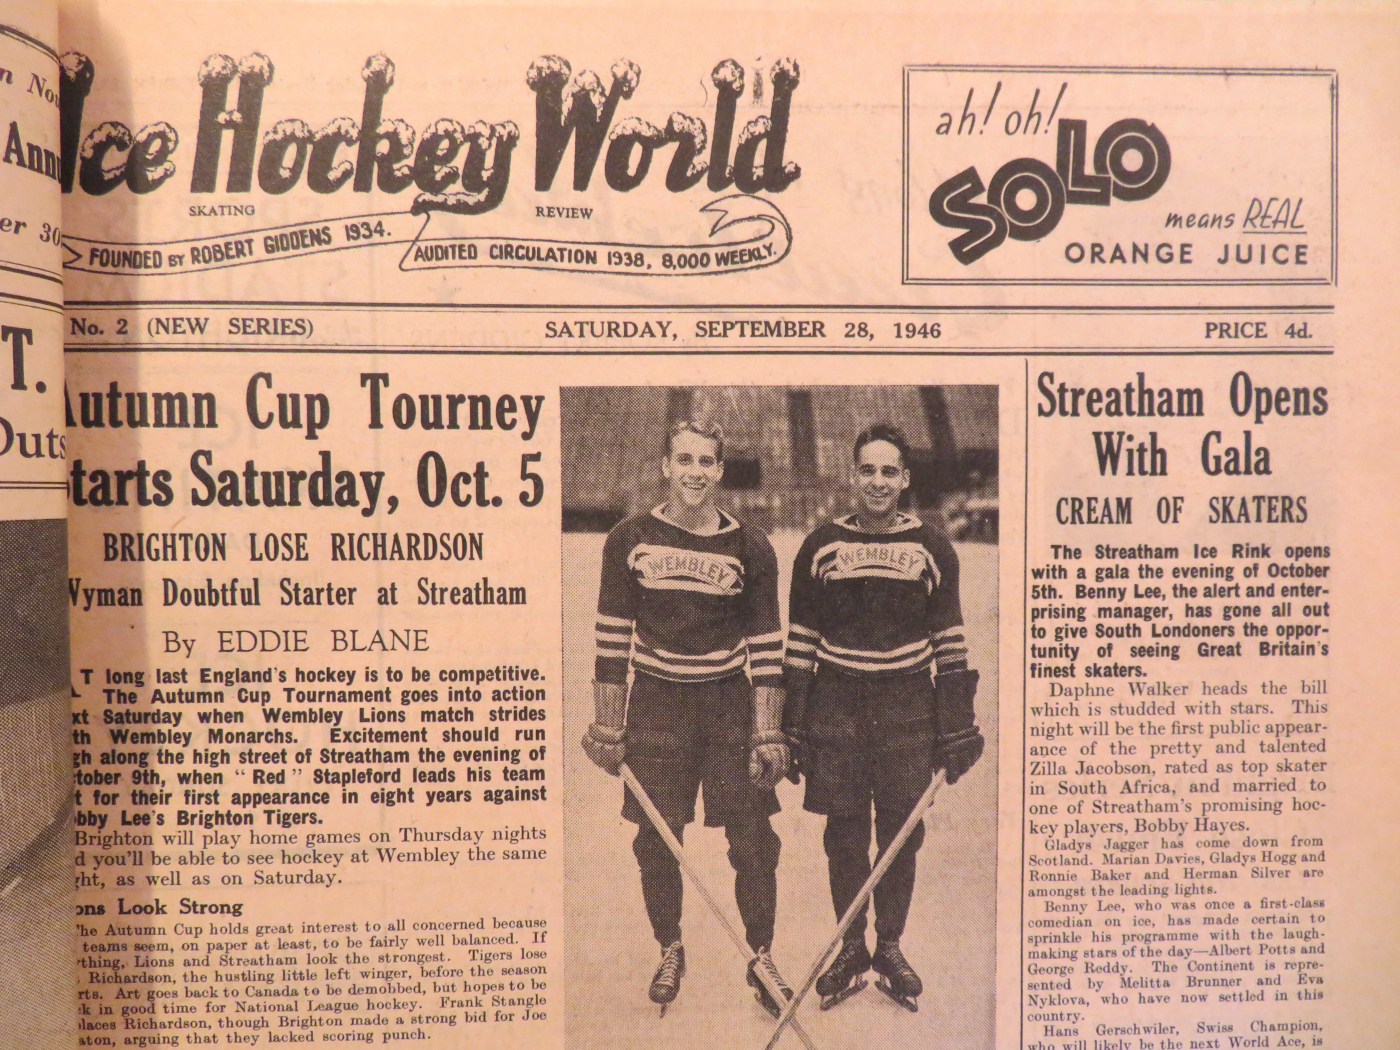 n Nov
Ann
er 30
T.
Outs
Ice Hockey World
SKATING REVIEW
FOUNDED BY ROBERT GIDDENS 1934.
AUDITED CIRCULATION 1938, 8,000 WEEKLY.
ah! oh!
SOLO
means REAL
ORANGE JUICE
No. 2 (NEW SERIES) SATURDAY, SEPTEMBER 28, 1946 PRICE 4d.
Autumn Cup Tourney
tarts Saturday, Oct. 5
BRIGHTON LOSE RICHARDSON
Wyman Doubtful Starter at Streatham
By EDDIE BLANE
T long last England's hockey is to be competitive.
The Autumn Cup Tournament goes into action
xt Saturday when Wembley Lions match strides
th Wembley Monarchs. Excitement should run
gh along the high street of Streatham the evening of
tober 9th, when "Red" Stapleford leads his team
t for their first appearance in eight years against
bby Lee's Brighton Tigers.
Brighton will play home games on Thursday nights
d you'll be able to see hockey at Wembley the same
ght, as well as on Saturday.
ons Look Strong
he Autumn Cup holds great interest to all concerned because
teams seem, on paper at least, to be fairly well balanced. If
ything, Lions and Streatham look the strongest. Tigers lose
Richardson, the hustling little left winger, before the season
rts. Art goes back to Canada to be demobbed, but hopes to be
k in good time for National League hockey. Frank Stangle
laces Richardson, though Brighton made a strong bid for Joe
aton, arguing that they lacked scoring punch.
WEMBLEY
WEMBLEY
Streatham Opens
With Gala
CREAM OF SKATERS
The Streatham Ice Rink opens
with a gala the evening of October
5th. Benny Lee, the alert and enter-
prising manager, has gone all out
to give South Londoners the oppor-
tunity of seeing Great Britain's
finest skaters.
Daphne Walker heads the bill
which is studded with stars. This
night will be the first public appear-
ance of the pretty and talented
Zilla Jacobson, rated as top skater
in South Africa, and married to
one of Streatham's promising hoc-
key players, Bobby Hayes.
Gladys Jagger has come down from
Scotland. Marian Davies, Gladys Hogg and
Ronnie Baker and Herman Silver are
amongst the leading lights.
Benny Lee, who was once a first-class
comedian on ice, has made certain to
sprinkle his programme with the laugh-
making stars of the day—Albert Potts and
George Reddy. The Continent is repre-
sented by Melitta Brunner and Eva
Nyklova, who have now settled in this
country.
Hans Gerschwiler, Swiss Champion,
who will likely be the next World Ace, is